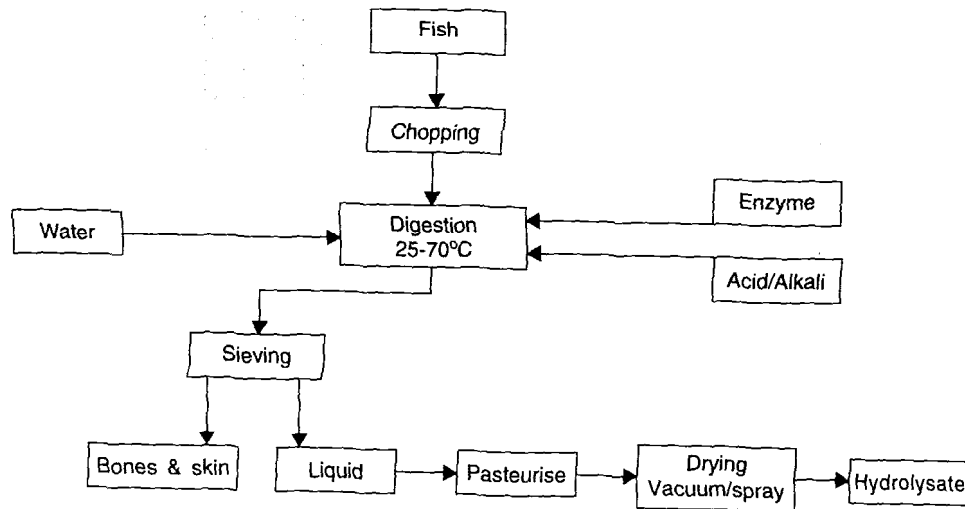 Fish
Chopping
Enzyme
Water
Digestion
25-70°C
Acid/Alkali
Sieving
Bones & skin
Liquid
Pasteurise
Drying
Vacuum/spray
Hydrolysate